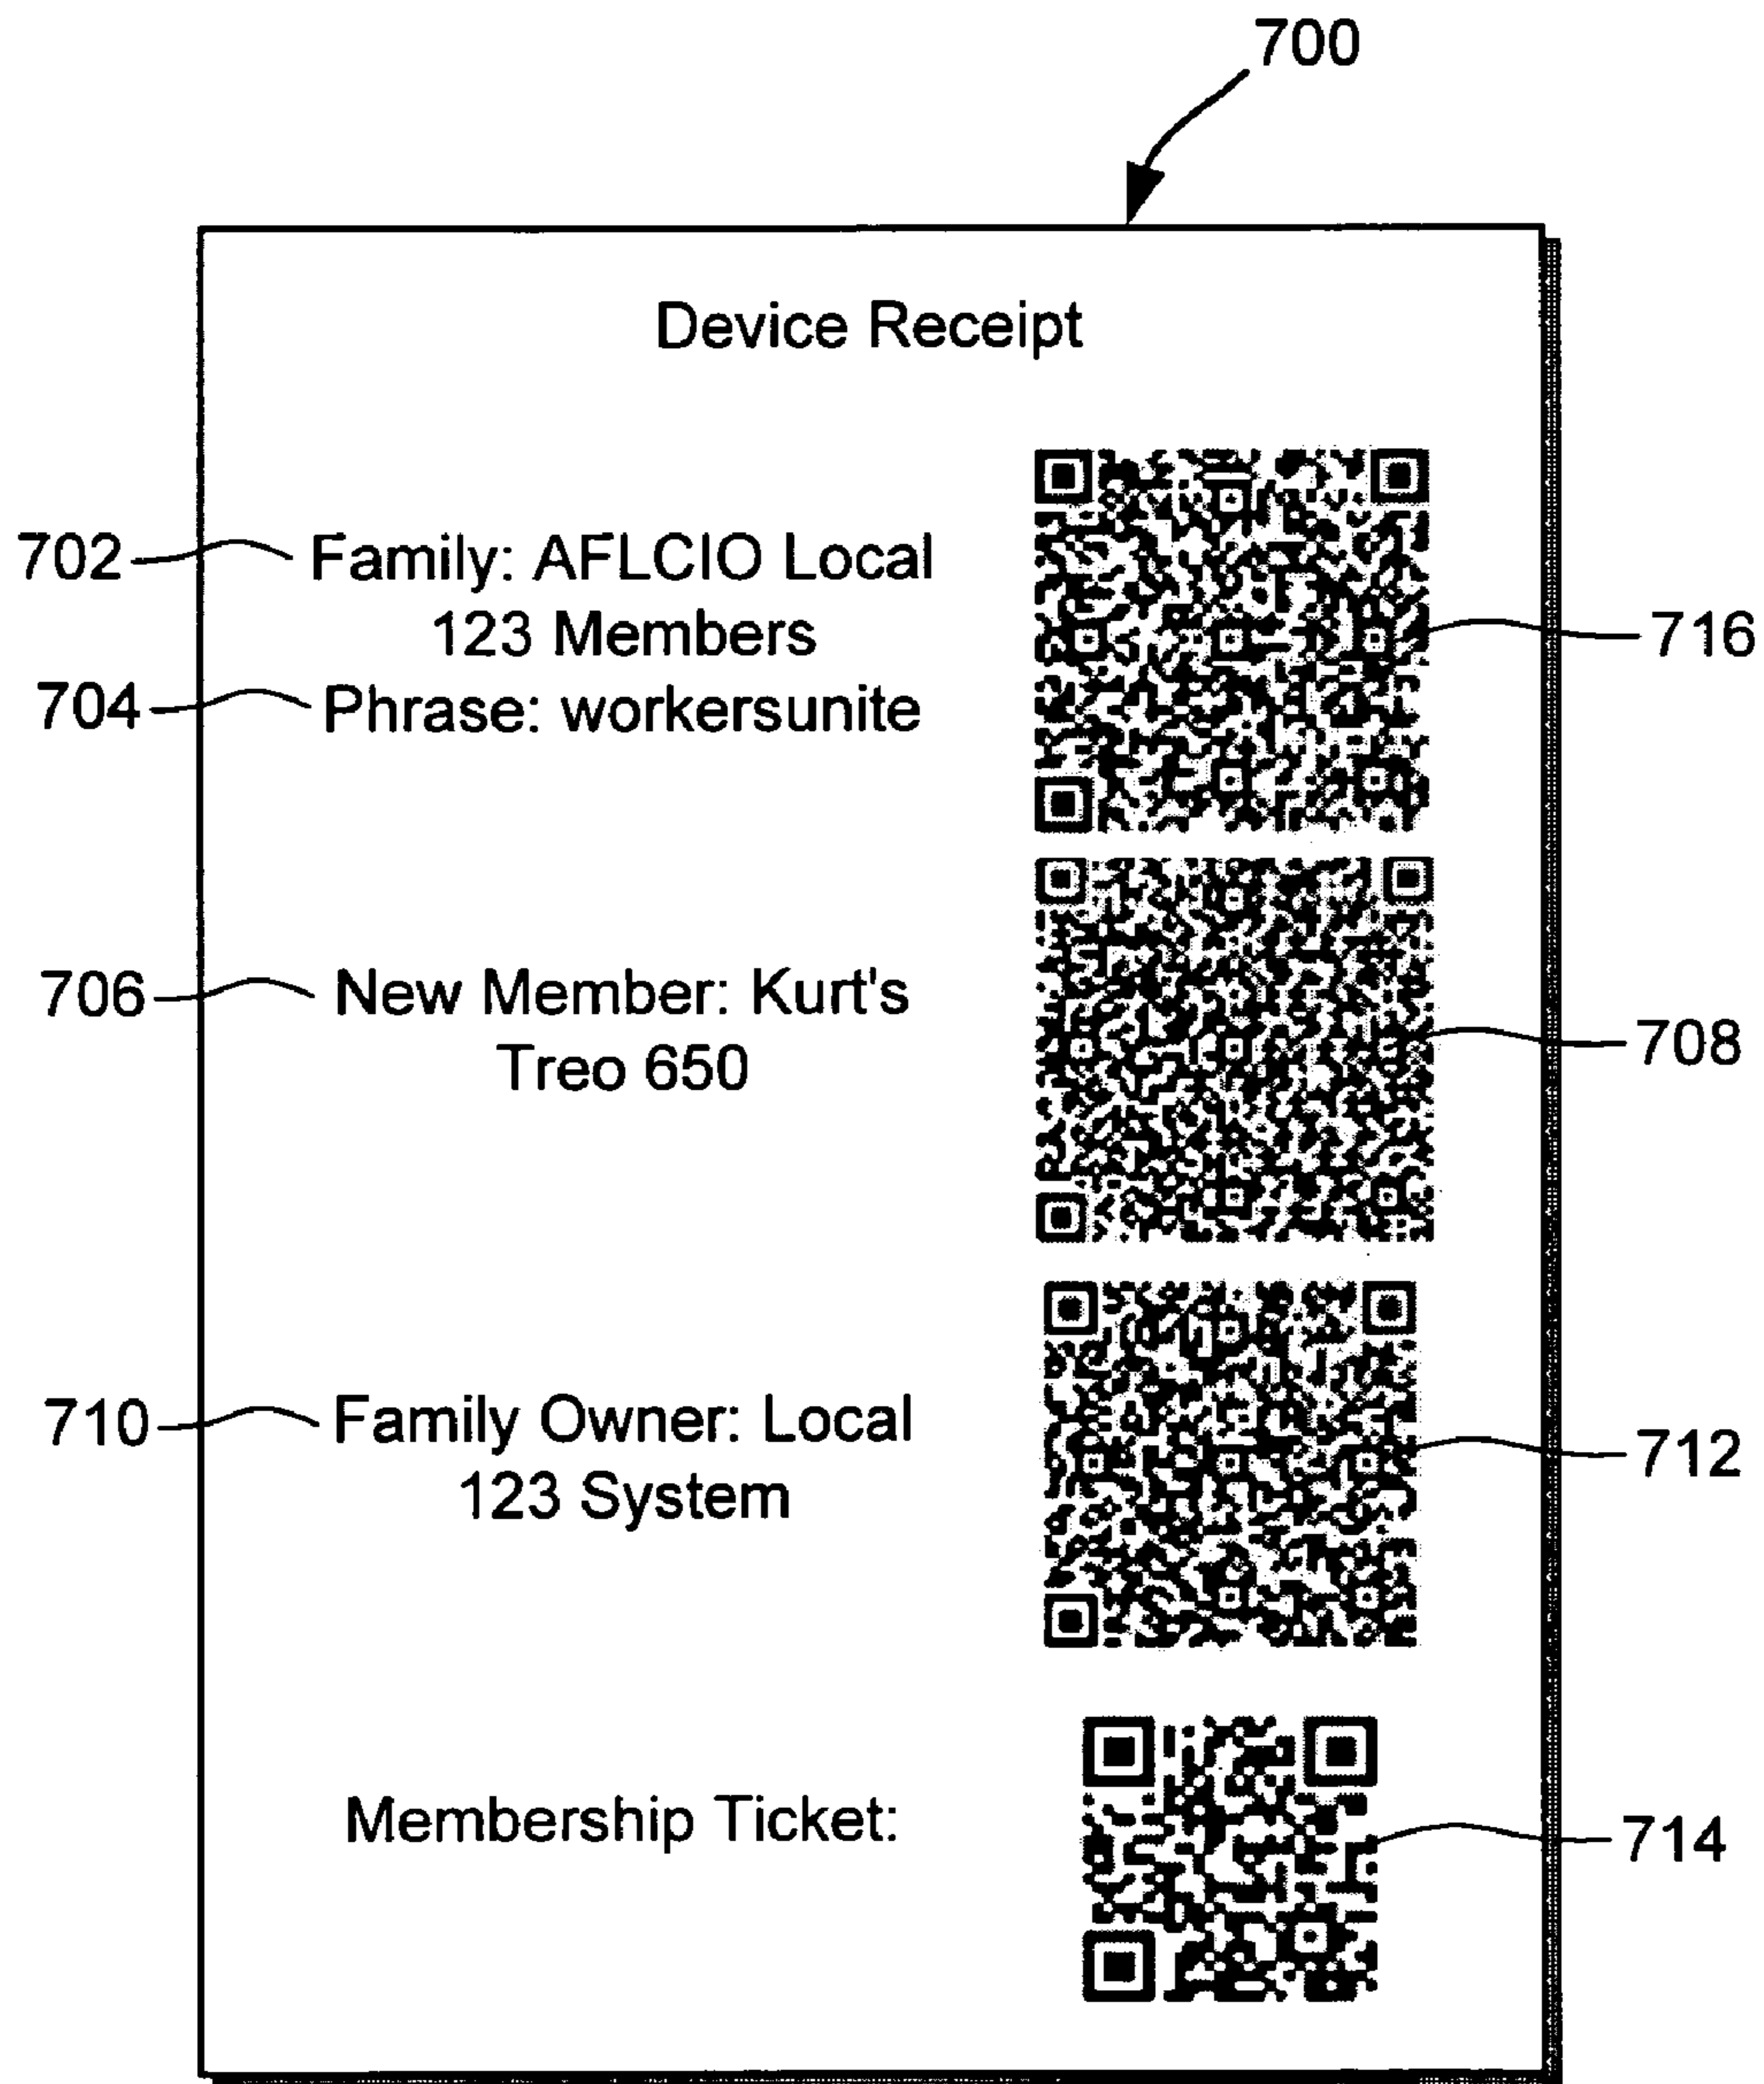 700
Device Receipt
702
Family: AFLCIO Local
123 Members
716
704
Phrase: workersunite
706
New Member: Kurt's
Treo 650
708
710
Family Owner: Local
123 System
712
Membership Ticket:
714